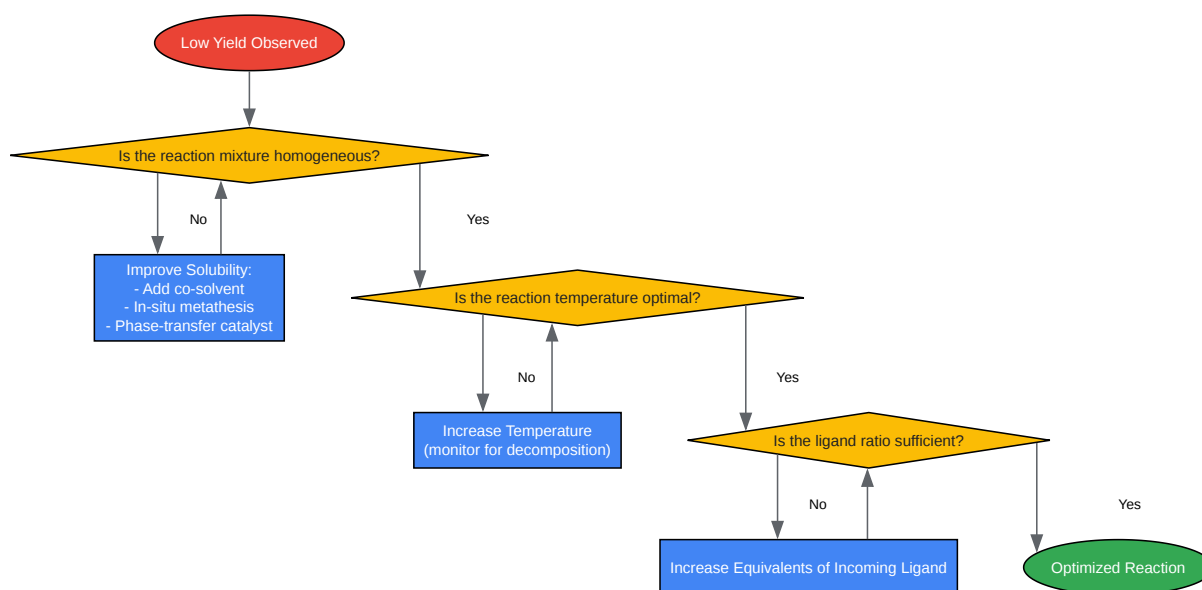 Low Yield Observed
Is the reaction mixture homogeneous?
No
Yes
Improve Solubility:
- Add co-solvent
- In-situ metathesis
- Phase-transfer catalyst
Is the reaction temperature optimal?
No
Yes
Increase Temperature
(monitor for decomposition)
Is the ligand ratio sufficient?
No
Yes
Increase Equivalents of Incoming Ligand
Optimized Reaction